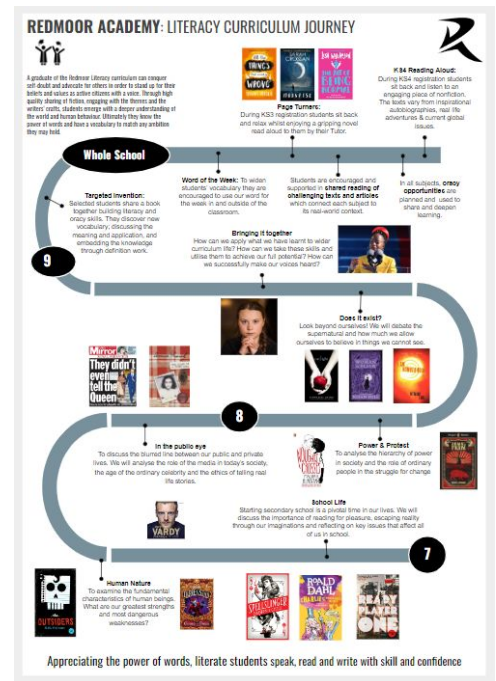 REDMOOR ACADEMY: LITERACY CURRICULUM JOURNEY
A graduate of the Redmoor Literacy curriculum can conquer
self-doubt and advocate for others in order to stand up for their
beliefs and values as active citizens with a voice. Through high
quality sharing of fiction, engaging with the themes and the
writers' crafts, students emerge with a deeper understanding of
the world and human behaviour. Ultimately they know the
power of words and have a vocabulary to match any ambition
they may hold.
THINGS
WRONG
SARAH
CROSSAN
MOONRISE
THE ART OF
BEING
NORMAL
KS4 Reading Aloud:
During KS4 registration students
sit back and listen to an
engaging piece of nonfiction.
The texts vary from inspirational
autobiographies, real life
adventures & current global
issues.
Page Turners:
During KS3 registration students sit
back and relax whilst enjoying a gripping novel
read aloud to them by their Tutor.
Whole School
Targeted Invention:
Selected students share a book
together building literacy and
oracy skills. They discover new
vocabulary; discussing the
meaning and application, and
embedding the knowledge
through definition work.
Word of the Week: To widen
students' vocabulary they are
encouraged to use our word for
the week in and outside of the
classroom.
Students are encouraged and
supported in shared reading of
challenging texts and articles
which connect each subject to
its real-world context.
In all subjects, oracy
opportunities are
planned and used to
share and deepen
learning.
9
Bringing it together
How can we apply what we have learnt to wider
curriculum life? How can we take these skills and
utilise them to achieve our full potential? How can
we successfully make our voices heard?
Does it exist?
Look beyond ourselves! We will debate the
supernatural and how much we allow
ourselves to believe in things we cannot see.
Mirror
They didn't
even
tell the
Queen
8
In the public eye
To discuss the blurred line between our public and private
lives. We will analyse the role of the media in today's society,
the age of the ordinary celebrity and the ethics of telling real
life stories.
Power & Protest
To analyse the hierarchy of power
in society and the role of ordinary
people in the struggle for change
VARDY
School Life
Starting secondary school is a pivotal time in our lives. We will
discuss the importance of reading for pleasure, escaping reality
through our imaginations and reflecting on key issues that affect all
of us in school.
7
Human Nature
To examine the fundamental
characteristics of human beings.
What are our greatest strengths
and most dangerous
weaknesses?
OUTSIDERS
SPELLSLINGER
ROALD
DAHL
READY
PLAYER
ONE
Appreciating the power of words, literate students speak, read and write with skill and confidence